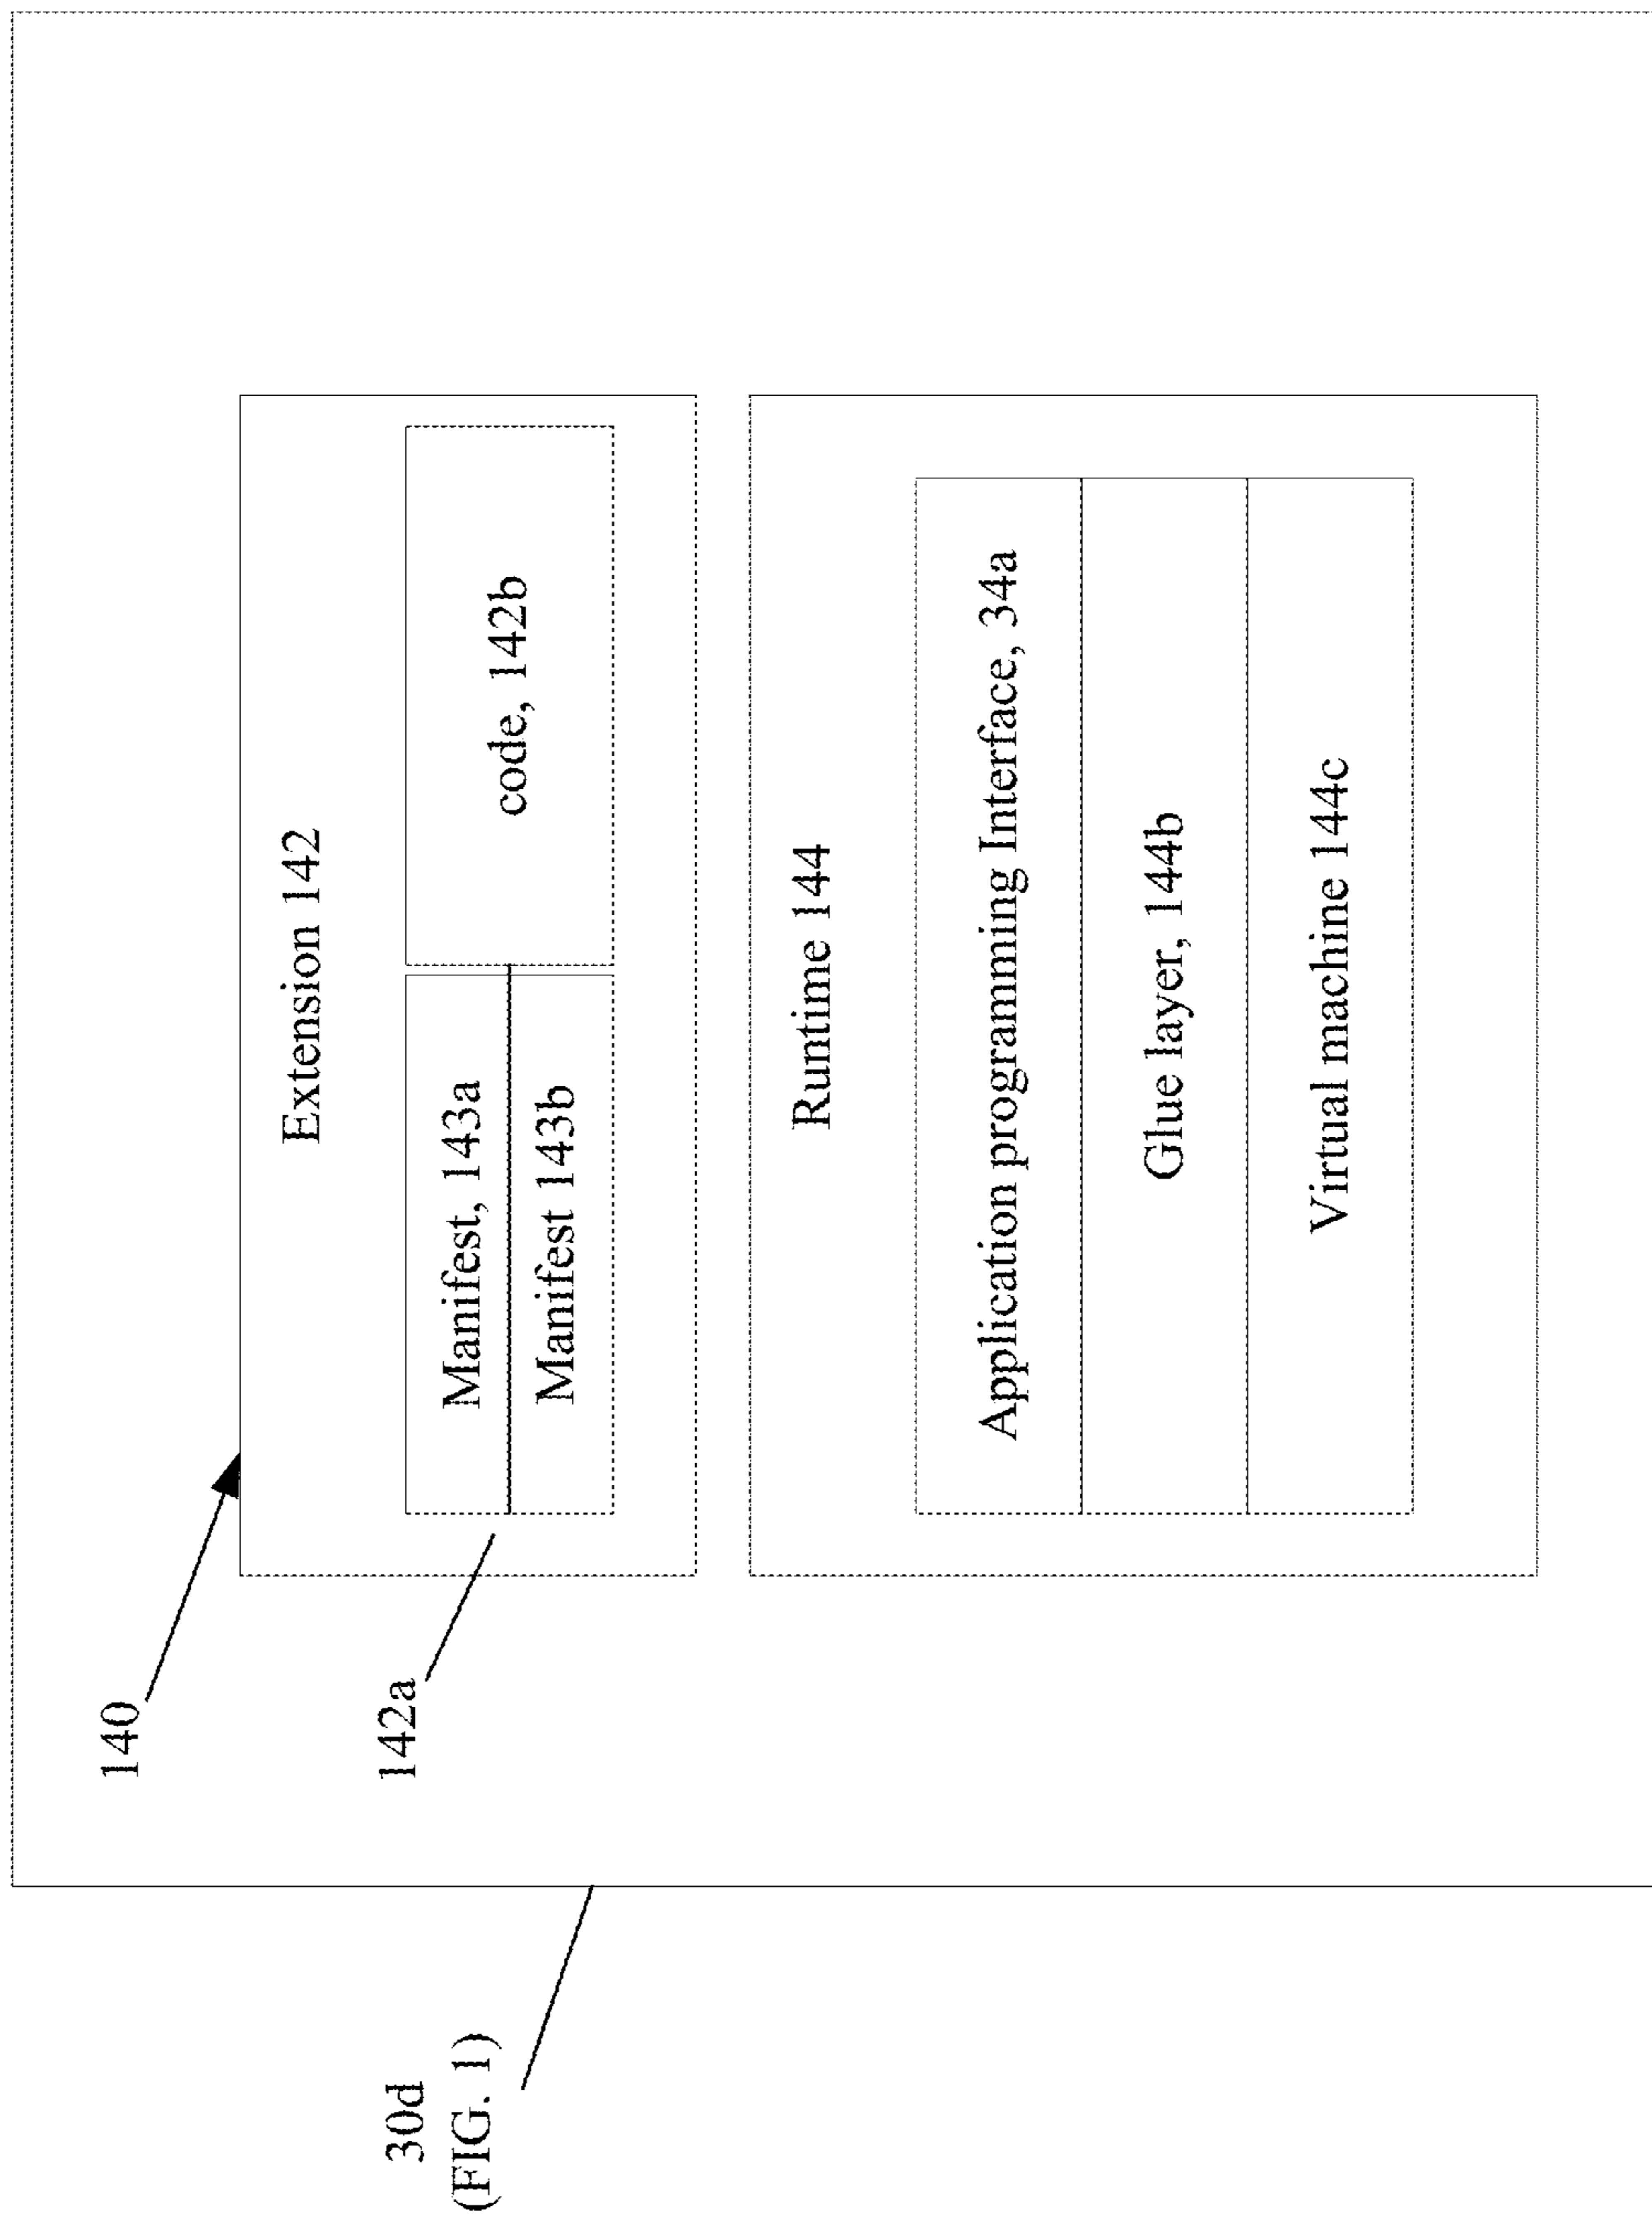 140
Extension 142
142a
Manifest, 143a
Manifest 143b
code, 142b
30d
(FIG. 1)
Runtime 144
Application programming Interface, 34a
Glue layer, 144b
Virtual machine 144c